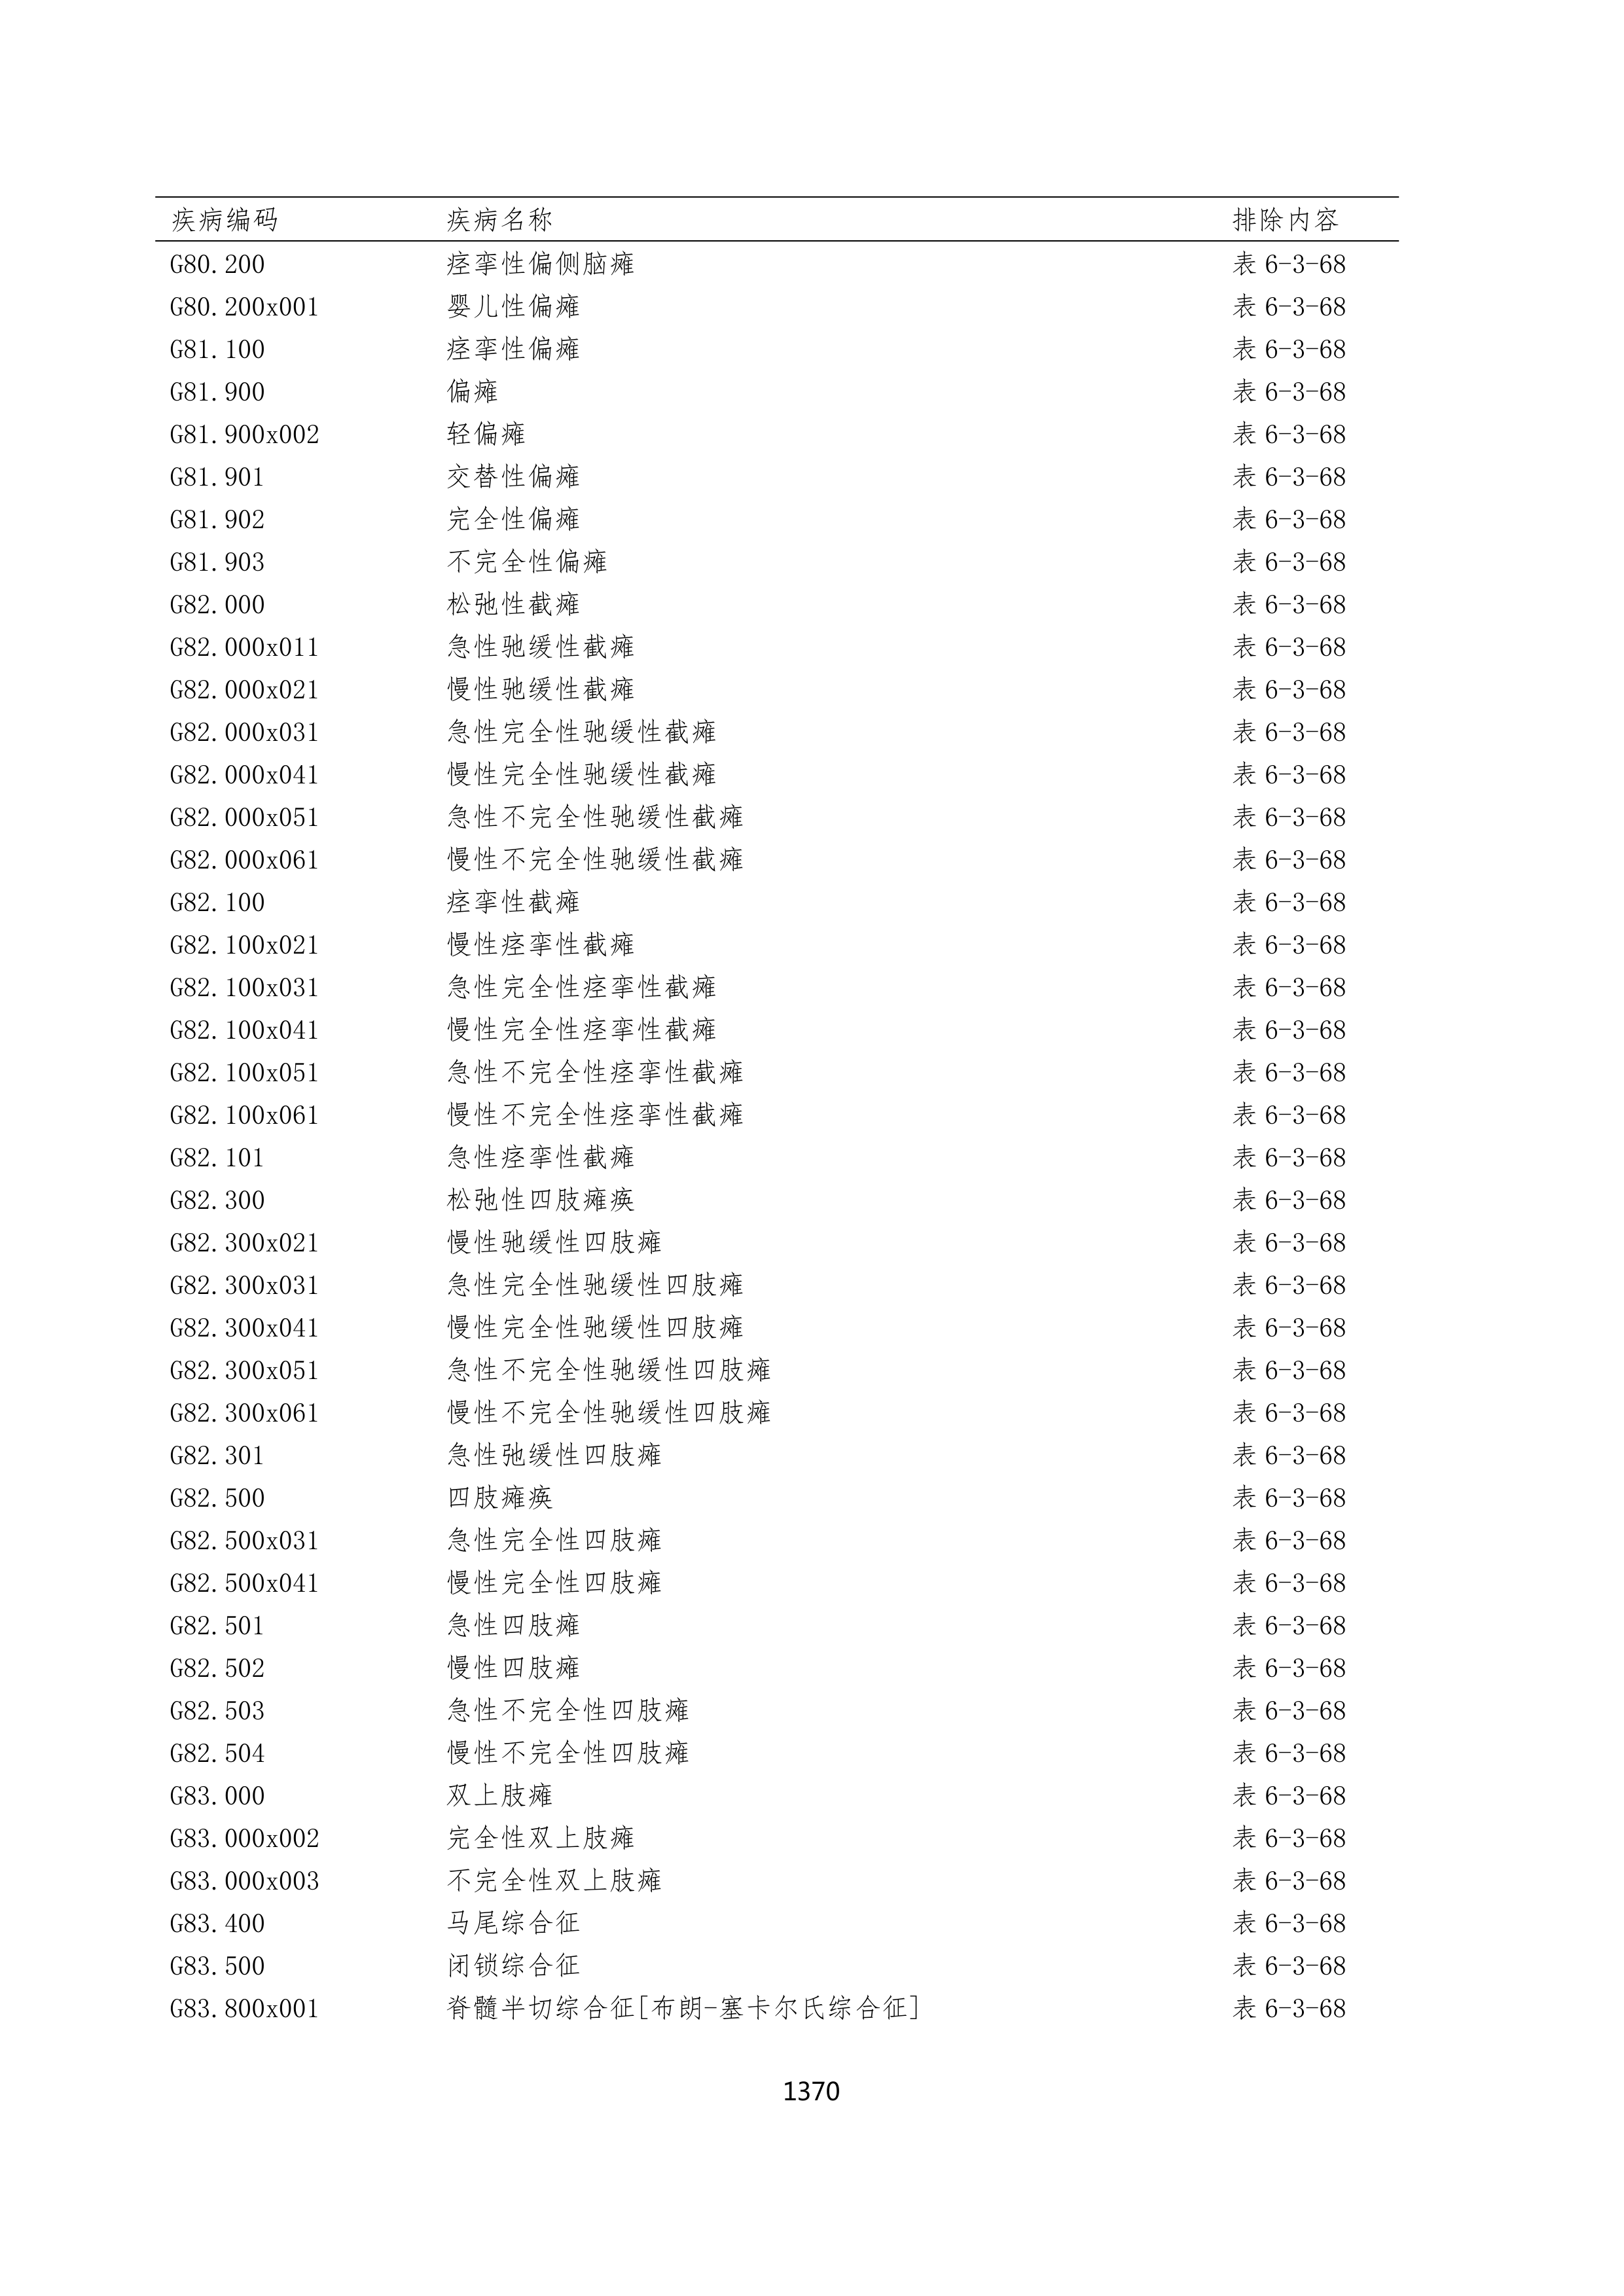 疾病编码 疾病名称 排除内容
G80.200 痉挛性偏侧脑瘫 表 6-3-68
G80.200x001 婴儿性偏瘫 表 6-3-68
G81.100 痉挛性偏瘫 表 6-3-68
G81.900 偏瘫 表 6-3-68
G81.900x002 轻偏瘫 表 6-3-68
G81.901 交替性偏瘫 表 6-3-68
G81.902 完全性偏瘫 表 6-3-68
G81.903 不完全性偏瘫 表 6-3-68
G82.000 松弛性截瘫 表 6-3-68
G82.000x011 急性驰缓性截瘫 表 6-3-68
G82.000x021 慢性驰缓性截瘫 表 6-3-68
G82.000x031 急性完全性驰缓性截瘫 表 6-3-68
G82.000x041 慢性完全性驰缓性截瘫 表 6-3-68
G82.000x051 急性不完全性驰缓性截瘫 表 6-3-68
G82.000x061 慢性不完全性驰缓性截瘫 表 6-3-68
G82.100 痉挛性截瘫 表 6-3-68
G82.100x021 慢性痉挛性截瘫 表 6-3-68
G82.100x031 急性完全性痉挛性截瘫 表 6-3-68
G82.100x041 慢性完全性痉挛性截瘫 表 6-3-68
G82.100x051 急性不完全性痉挛性截瘫 表 6-3-68
G82.100x061 慢性不完全性痉挛性截瘫 表 6-3-68
G82.101 急性痉挛性截瘫 表 6-3-68
G82.300 松弛性四肢瘫痪 表 6-3-68
G82.300x021 慢性驰缓性四肢瘫 表 6-3-68
G82.300x031 急性完全性驰缓性四肢瘫 表 6-3-68
G82.300x041 慢性完全性驰缓性四肢瘫 表 6-3-68
G82.300x051 急性不完全性驰缓性四肢瘫 表 6-3-68
G82.300x061 慢性不完全性驰缓性四肢瘫 表 6-3-68
G82.301 急性弛缓性四肢瘫 表 6-3-68
G82.500 四肢瘫痪 表 6-3-68
G82.500x031 急性完全性四肢瘫 表 6-3-68
G82.500x041 慢性完全性四肢瘫 表 6-3-68
G82.501 急性四肢瘫 表 6-3-68
G82.502 慢性四肢瘫 表 6-3-68
G82.503 急性不完全性四肢瘫 表 6-3-68
G82.504 慢性不完全性四肢瘫 表 6-3-68
G83.000 双上肢瘫 表 6-3-68
G83.000x002 完全性双上肢瘫 表 6-3-68
G83.000x003 不完全性双上肢瘫 表 6-3-68
G83.400 马尾综合征 表 6-3-68
G83.500 闭锁综合征 表 6-3-68
G83.800x001 脊髓半切综合征[布朗-塞卡尔氏综合征] 表 6-3-68
1370